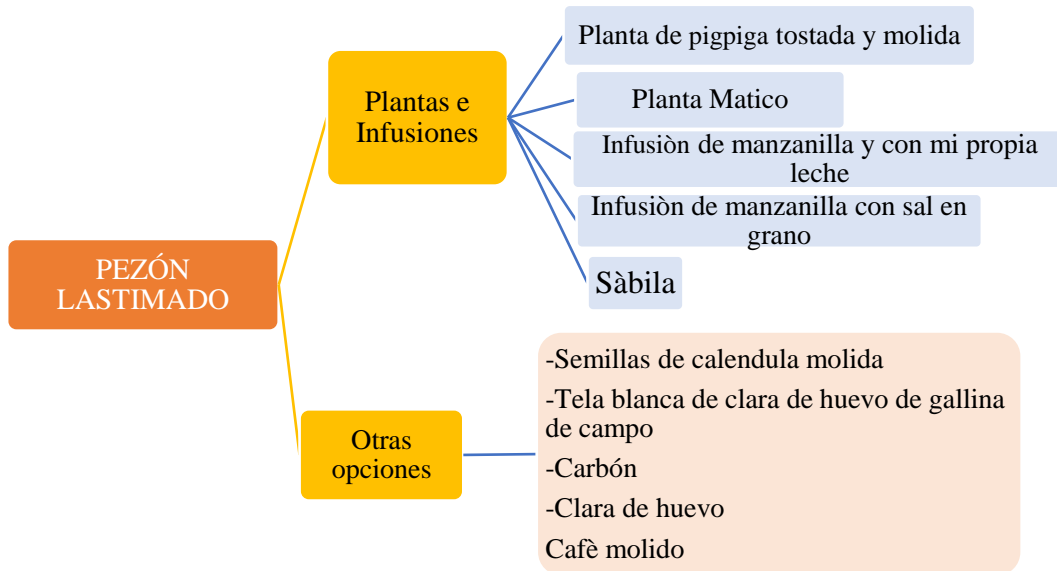 PEZÓN
LASTIMADO
Plantas e
Infusiones
Planta de pigpiga tostada y molida
Planta Matico
Infusiòn de manzanilla y con mi propia
leche
Infusiòn de manzanilla con sal en
grano
Sàbila
Otras
opciones
-Semillas de calendula molida
-Tela blanca de clara de huevo de gallina
de campo
-Carbón
-Clara de huevo
Cafè molido